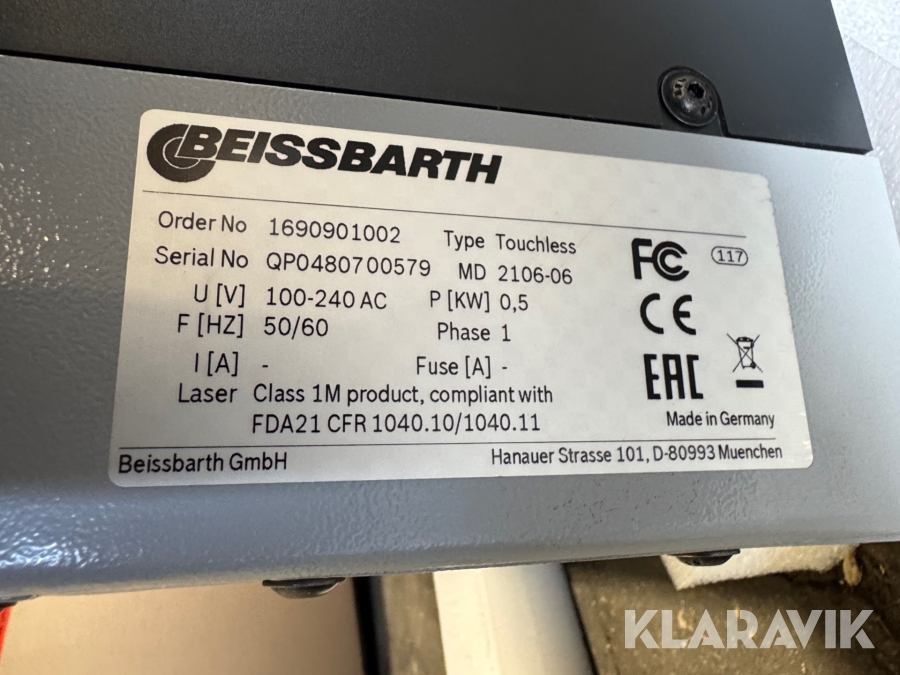 BEISSBARTH
Order No 1690901002 Type Touchless
Serial No QP0480700579 MD 2106-06
U [V] 100-240 AC P [KW] 0,5
F [HZ] 50/60 Phase 1
I [A] - Fuse [A] -
Laser Class 1M product, compliant with
FDA21 CFR 1040.10/1040.11
FC 117
CE
EAC
Made in Germany
Beissbarth GmbH Hanauer Strasse 101, D-80993 Muenchen
KLARAVIK